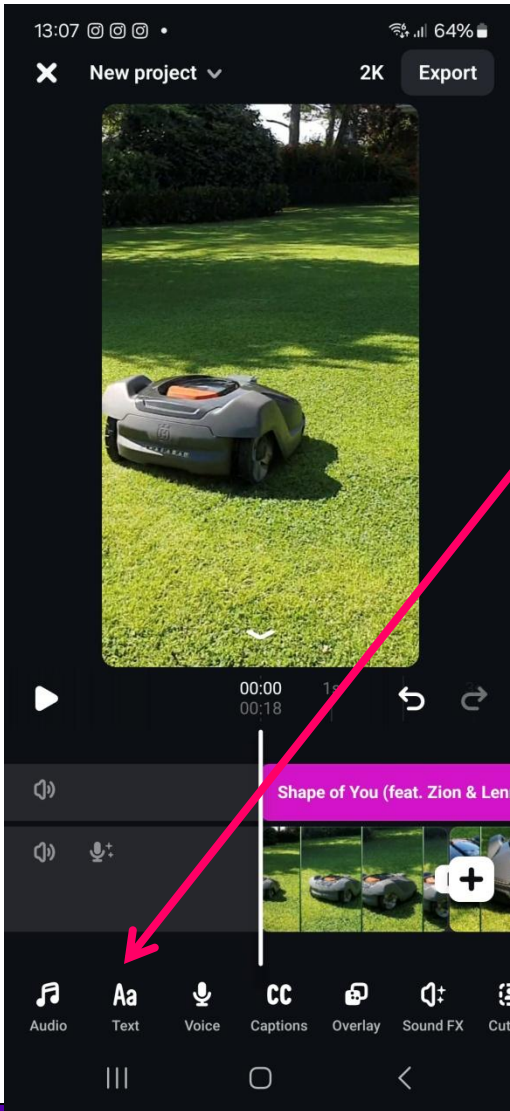 13:07 64%
New project 2K Export
00:00 1s
00:18
Shape of You (feat. Zion & Len
Audio Text Voice Captions Overlay Sound FX Cut